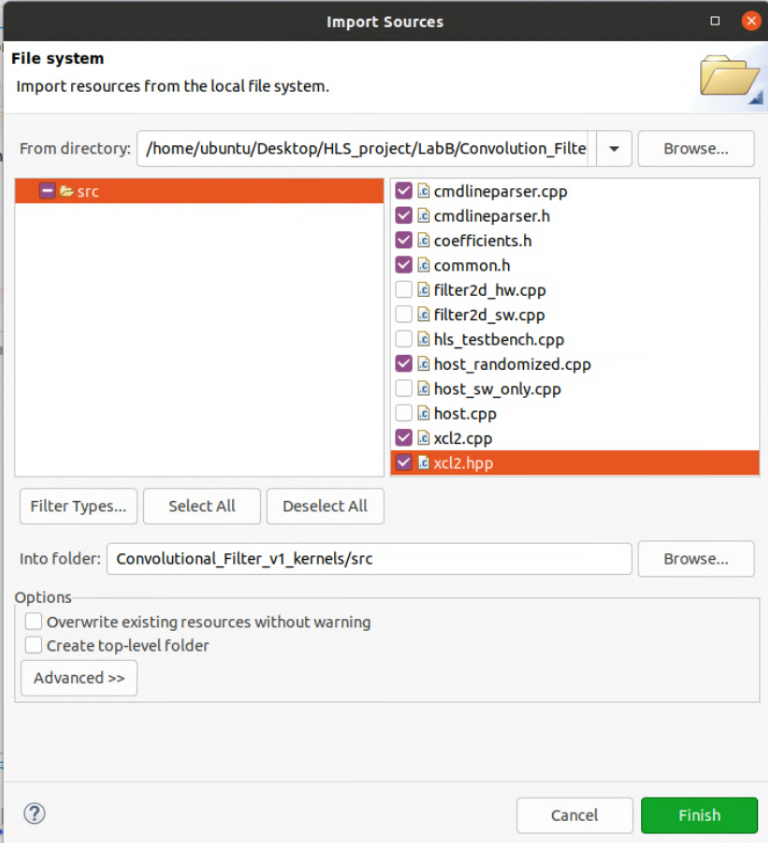 Import Sources
File system
Import resources from the local file system.
From directory: /home/ubuntu/Desktop/HLS_project/LabB/Convolution_Filte Browse...
src
cmdlineparser.cpp
cmdlineparser.h
coefficients.h
common.h
filter2d_hw.cpp
filter2d_sw.cpp
hls_testbench.cpp
host_randomized.cpp
host_sw_only.cpp
host.cpp
xcl2.cpp
xcl2.hpp
Filter Types... Select All Deselect All
Into folder: Convolutional_Filter_v1_kernels/src Browse...
Options
Overwrite existing resources without warning
Create top-level folder
Advanced >>
? Cancel Finish